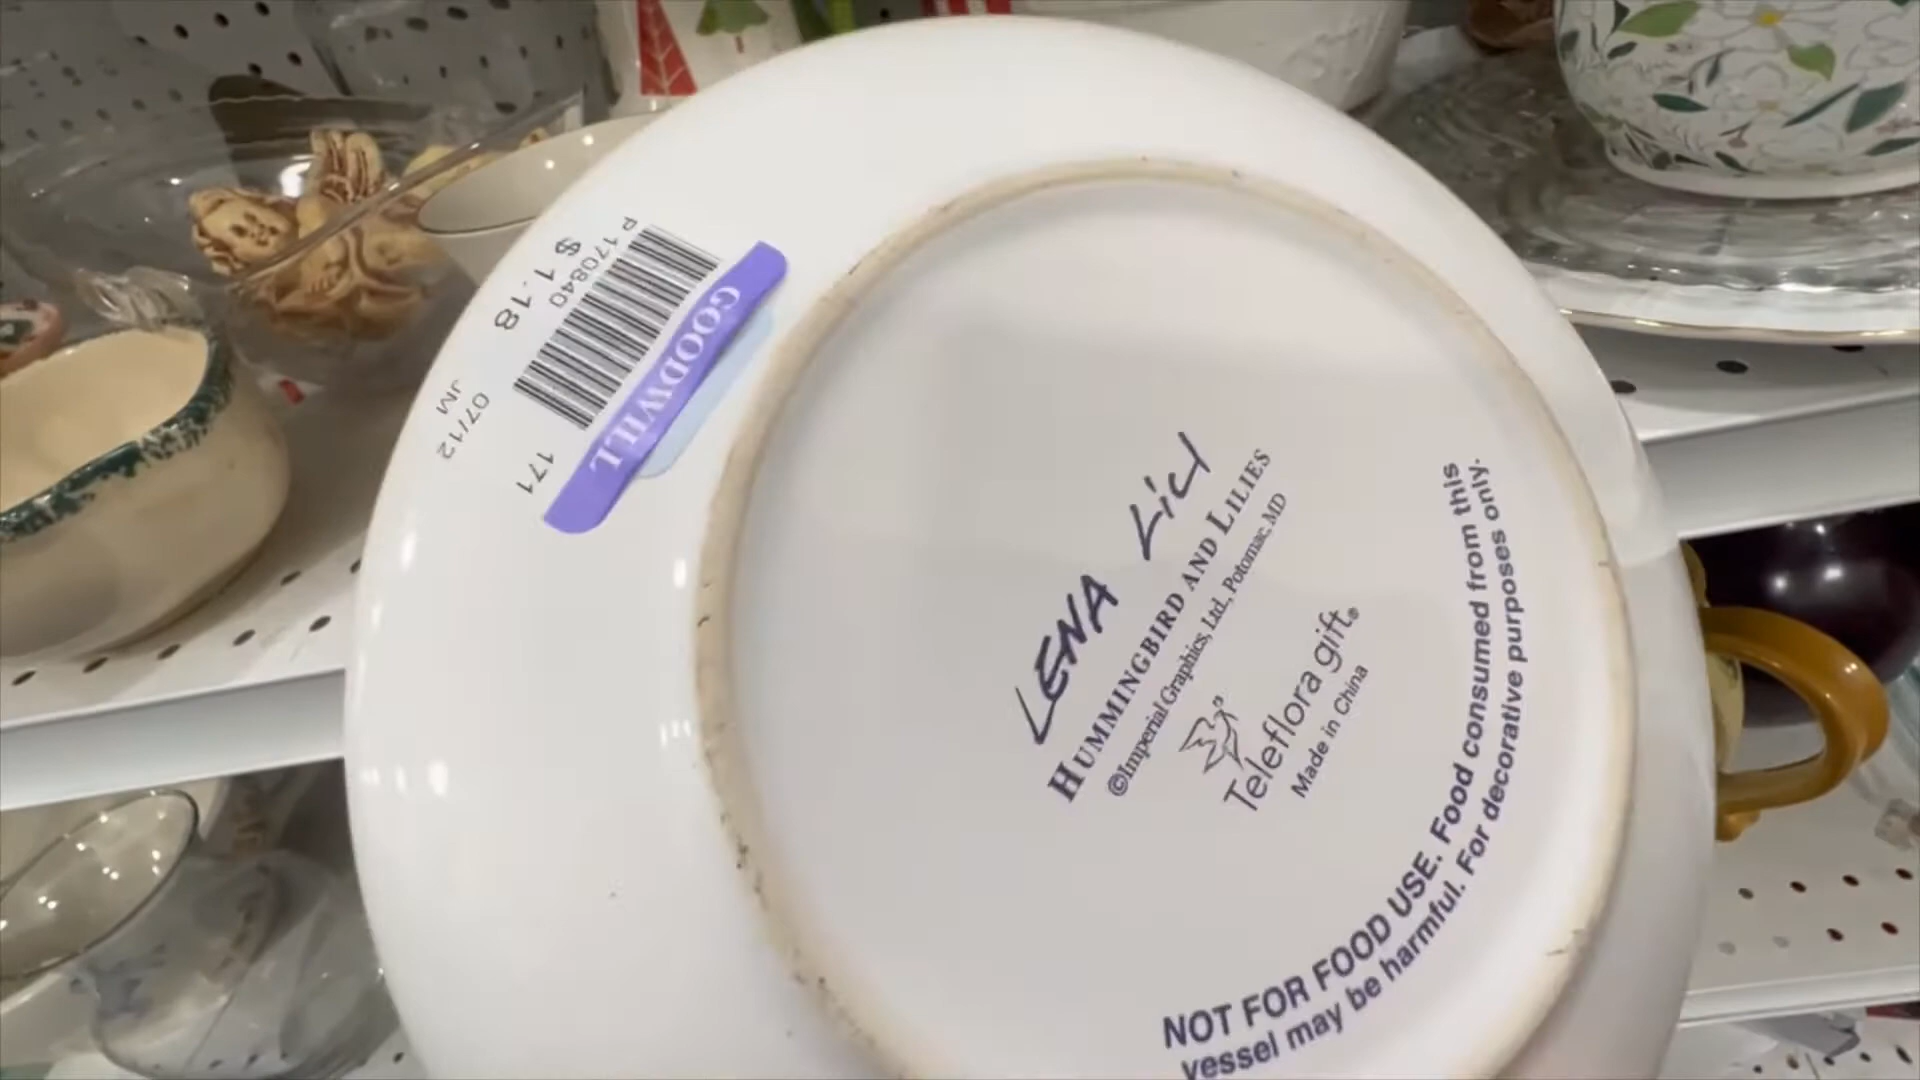 P170840
$ 1.18
GOODWILL
07/12
171
JM
LENA LiCl
HUMMINGBIRD AND LILIES
©Imperial Graphics, Ltd., Potomac, MD
Teleflora gift®
Made in China
NOT FOR FOOD USE. Food consumed from this
vessel may be harmful. For decorative purposes only.